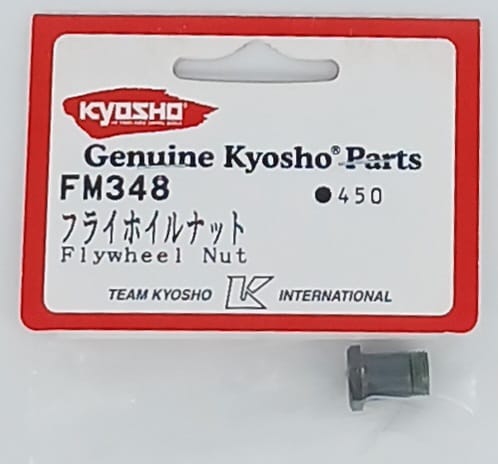 KYOSHO
Genuine Kyosho® Parts
FM348 ●450
フライホイルナット
Flywheel Nut
TEAM KYOSHO K INTERNATIONAL